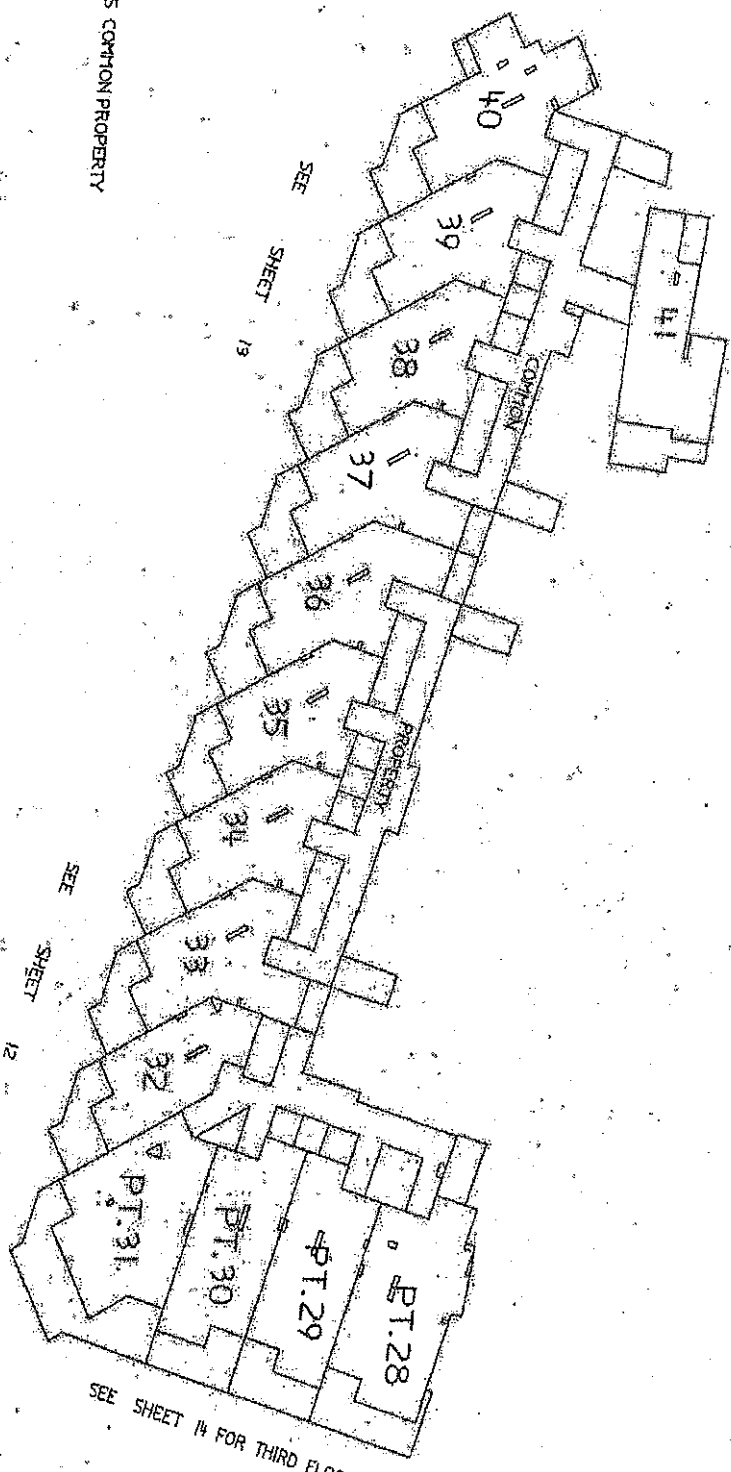 S COMMON PROPERTY
40
41
39
SEE SHEET 13
38
COMMON
37
36
35
PROPERTY
34
33
SEE SHEET 12
32
PT.31
PT.30
PT.29
PT.28
SEE SHEET 14 FOR THIRD